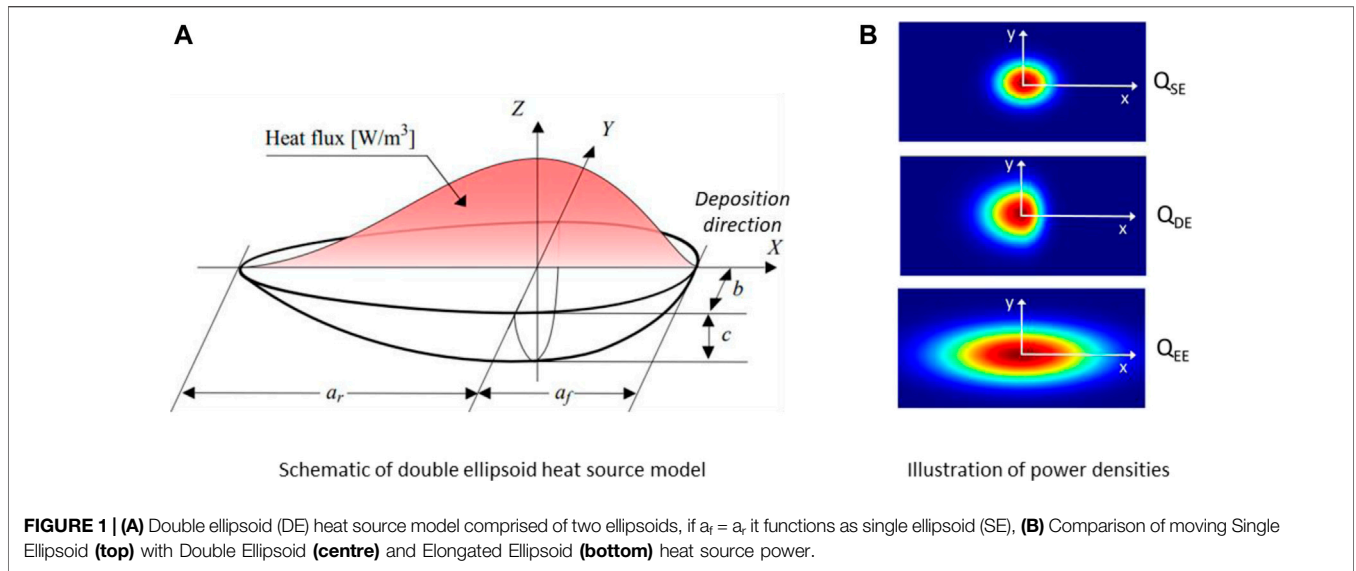 A
Heat flux [W/m³]
Z
Y
Deposition
direction
X
b
c
a_r
a_f
Schematic of double ellipsoid heat source model
B
y
x
Q_SE
y
x
Q_DE
y
x
Q_EE
Illustration of power densities
FIGURE 1 | (A) Double ellipsoid (DE) heat source model comprised of two ellipsoids, if a_f = a_r it functions as single ellipsoid (SE), (B) Comparison of moving Single
Ellipsoid (top) with Double Ellipsoid (centre) and Elongated Ellipsoid (bottom) heat source power.